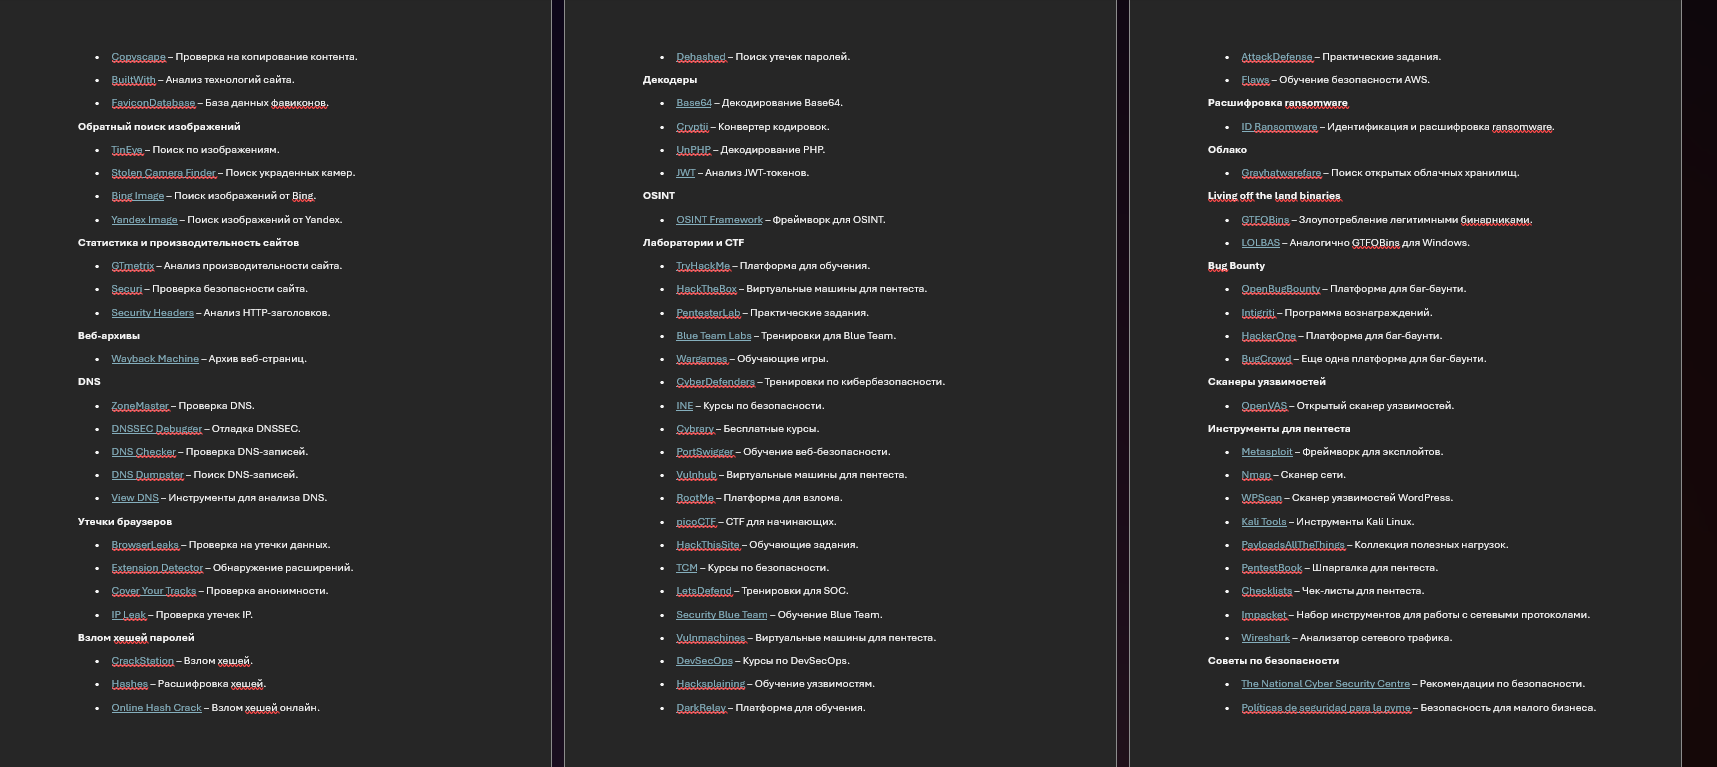 • Copyscape – Проверка на копирование контента.
• BuiltWith – Анализ технологий сайта.
• FaviconDatabase – База данных фавиконов.
Обратный поиск изображений
• TinEye – Поиск по изображениям.
• Stolen Camera Finder – Поиск украденных камер.
• Bing Image – Поиск изображений от Bing.
• Yandex Image – Поиск изображений от Yandex.
Статистика и производительность сайтов
• GTmetrix – Анализ производительности сайта.
• Securi – Проверка безопасности сайта.
• Security Headers – Анализ HTTP-заголовков.
Веб-архивы
• Wayback Machine – Архив веб-страниц.
DNS
• ZoneMaster – Проверка DNS.
• DNSSEC Debugger – Отладка DNSSEC.
• DNS Checker – Проверка DNS-записей.
• DNS Dumpster – Поиск DNS-записей.
• View DNS – Инструменты для анализа DNS.
Утечки браузеров
• BrowserLeaks – Проверка на утечки данных.
• Extension Detector – Обнаружение расширений.
• Cover Your Tracks – Проверка анонимности.
• IP Leak – Проверка утечек IP.
Взлом хешей паролей
• CrackStation – Взлом хешей.
• Hashes – Расшифровка хешей.
• Online Hash Crack – Взлом хешей онлайн.
• Dehashed – Поиск утечек паролей.
Декодеры
• Base64 – Декодирование Base64.
• Cryptii – Конвертер кодировок.
• UnPHP – Декодирование PHP.
• JWT – Анализ JWT-токенов.
OSINT
• OSINT Framework – Фреймворк для OSINT.
Лаборатории и CTF
• TryHackMe – Платформа для обучения.
• HackTheBox – Виртуальные машины для пентеста.
• PentesterLab – Практические задания.
• Blue Team Labs – Тренировки для Blue Team.
• Wargames – Обучающие игры.
• CyberDefenders – Тренировки по кибербезопасности.
• INE – Курсы по безопасности.
• Cybrary – Бесплатные курсы.
• PortSwigger – Обучение веб-безопасности.
• Vulnhub – Виртуальные машины для пентеста.
• RootMe – Платформа для взлома.
• picoCTF – CTF для начинающих.
• HackThisSite – Обучающие задания.
• TCM – Курсы по безопасности.
• LetsDefend – Тренировки для SOC.
• Security Blue Team – Обучение Blue Team.
• Vulnmachines – Виртуальные машины для пентеста.
• DevSecOps – Курсы по DevSecOps.
• Hacksplaining – Обучение уязвимостям.
• DarkRelay – Платформа для обучения.
• AttackDefense – Практические задания.
• Flaws – Обучение безопасности AWS.
Расшифровка ransomware
• ID Ransomware – Идентификация и расшифровка ransomware.
Облако
• Grayhatwarefare – Поиск открытых облачных хранилищ.
Living off the land binaries
• GTFOBins – Злоупотребление легитимными бинарниками.
• LOLBAS – Аналогично GTFOBins для Windows.
Bug Bounty
• OpenBugBounty – Платформа для баг-баунти.
• Intigriti – Программа вознаграждений.
• HackerOne – Платформа для баг-баунти.
• BugCrowd – Еще одна платформа для баг-баунти.
Сканеры уязвимостей
• OpenVAS – Открытый сканер уязвимостей.
Инструменты для пентеста
• Metasploit – Фреймворк для эксплойтов.
• Nmap – Сканер сети.
• WPScan – Сканер уязвимостей WordPress.
• Kali Tools – Инструменты Kali Linux.
• PayloadsAllTheThings – Коллекция полезных нагрузок.
• PentestBook – Шпаргалка для пентеста.
• Checklists – Чек-листы для пентеста.
• Impacket – Набор инструментов для работы с сетевыми протоколами.
• Wireshark – Анализатор сетевого трафика.
Советы по безопасности
• The National Cyber Security Centre – Рекомендации по безопасности.
• Políticas de seguridad para la pyme – Безопасность для малого бизнеса.